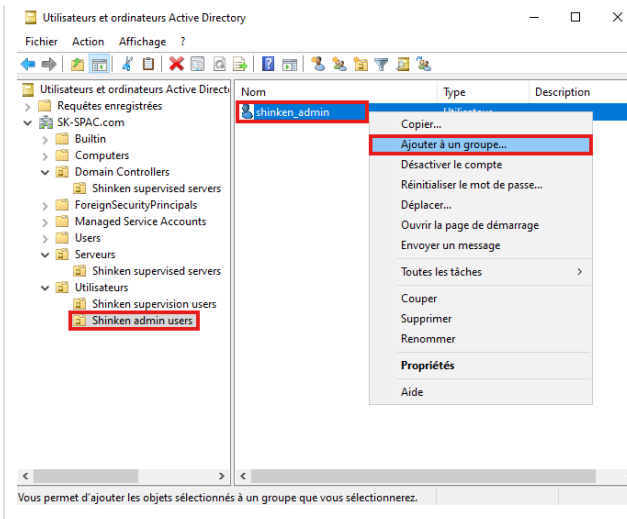 Utilisateurs et ordinateurs Active Directory
Fichier Action Affichage ?
Utilisateurs et ordinateurs Active Directe
Requêtes enregistrées
SK-SPAC.com
Builtin
Computers
Domain Controllers
Shinken supervised servers
ForeignSecurityPrincipals
Managed Service Accounts
Users
Serveurs
Shinken supervised servers
Utilisateurs
Shinken supervision users
Shinken admin users
Nom Type Description
shinken_admin Utilisateur
Copier...
Ajouter à un groupe...
Désactiver le compte
Réinitialiser le mot de passe...
Déplacer...
Ouvrir la page de démarrage
Envoyer un message
Toutes les tâches
Couper
Supprimer
Renommer
Propriétés
Aide
Vous permet d'ajouter les objets sélectionnés à un groupe que vous sélectionnerez.